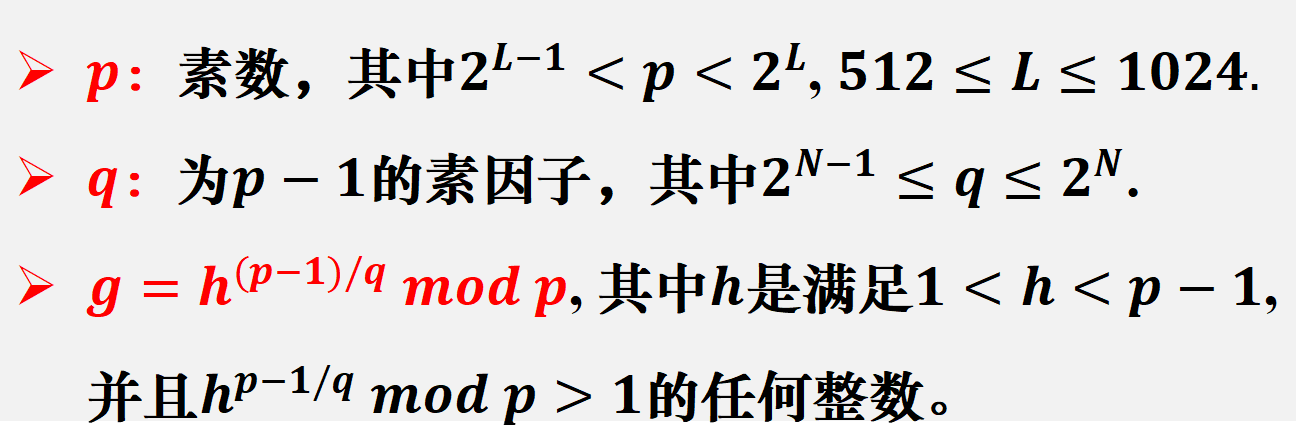 ➢ p: 素数，其中2^{L-1} < p < 2^L, 512 ≤ L ≤ 1024.
➢ q: 为p − 1的素因子，其中2^{N-1} ≤ q ≤ 2^N.
➢ g = h^{(p-1)/q} mod p, 其中h是满足1 < h < p − 1,
并且h^{p-1/q} mod p > 1的任何整数。